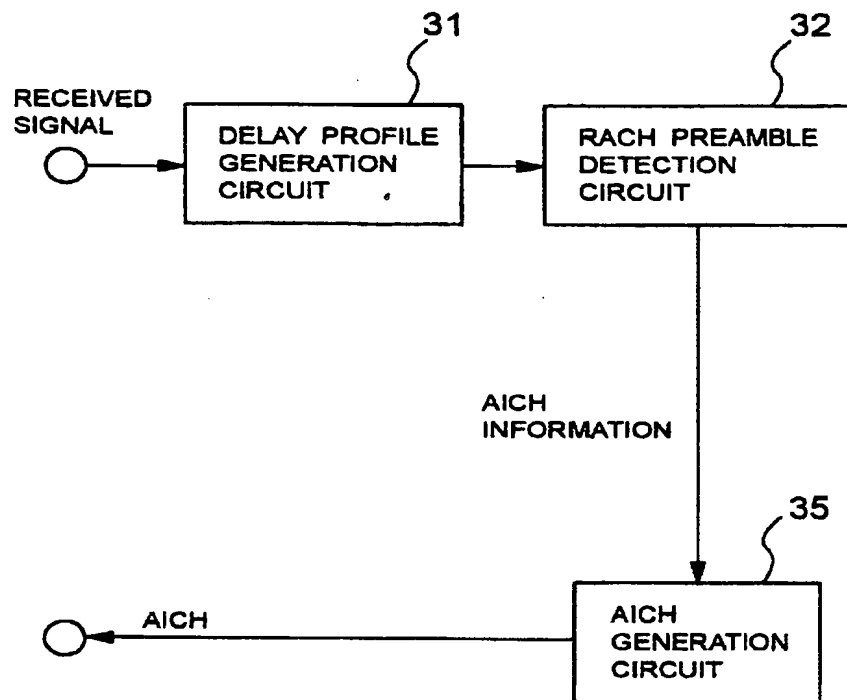 31
32
RECEIVED
SIGNAL
DELAY PROFILE
GENERATION
CIRCUIT
RACH PREAMBLE
DETECTION
CIRCUIT
AICH
INFORMATION
35
AICH
AICH
GENERATION
CIRCUIT